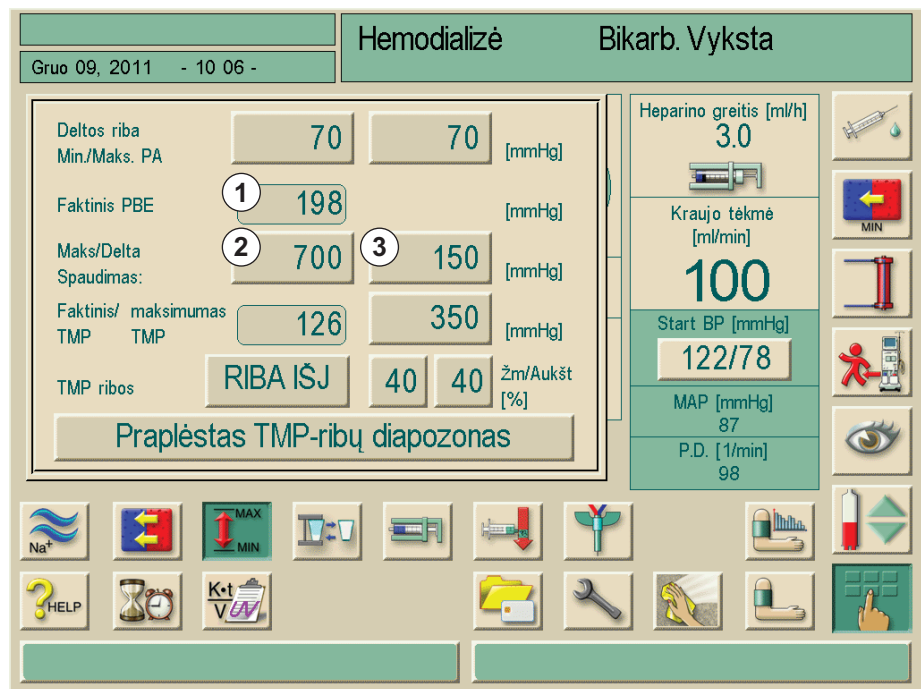 Hemodializė Bikarb. Vyksta
Gruo 09, 2011 - 10 06 -
Deltos riba
Min./Maks. PA
70 70 [mmHg]
Faktinis PBE
1 198 [mmHg]
Maks/Delta
Spaudimas:
2 700 3 150 [mmHg]
Faktinis/ maksimumas
TMP TMP
126 350 [mmHg]
TMP ribos
RIBA IŠJ 40 40 Žm/Aukšt
[%]
Praplėstas TMP-ribų diapozonas
Heparino greitis [ml/h]
3.0
Kraujo tėkmė
[ml/min]
100
Start BP [mmHg]
122/78
MAP [mmHg]
87
P.D. [1/min]
98
MIN
Na+
MAX
MIN
HELP
K•t
V
UV